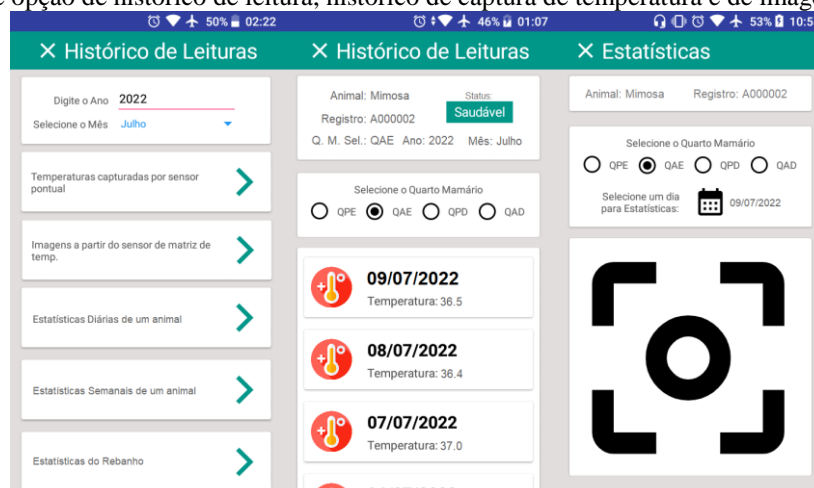 e opção de histórico de leitura, histórico de captura de temperatura e de imag
50% 02:22
Histórico de Leituras
Digite o Ano 2022
Selecione o Mês Julho
Temperaturas capturadas por sensor
pontual
Imagens a partir do sensor de matriz de
temp.
Estatísticas Diárias de um animal
Estatísticas Semanais de um animal
Estatísticas do Rebanho
46% 01:07
Histórico de Leituras
Animal: Mimosa Status:
Registro: A000002 Saudável
Q. M. Sel.: QAE Ano: 2022 Mês: Julho
Selecione o Quarto Mamário
QPE QAE QPD QAD
09/07/2022
Temperatura: 36.5
08/07/2022
Temperatura: 36.4
07/07/2022
Temperatura: 37.0
53% 10:5
Estatísticas
Animal: Mimosa Registro: A000002
Selecione o Quarto Mamário
QPE QAE QPD QAD
Selecione um dia
para Estatísticas: 09/07/2022